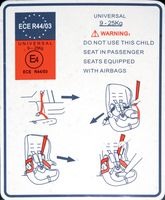 ECE R44/03
UNIVERSAL
9 - 25Kg
E4
ECE R44/03
UNIVERSAL
9 - 25Kg
WARNING:
DO NOT USE THIS CHILD
SEAT IN PASSENGER
SEATS EQUIPPED
WITH AIRBAGS